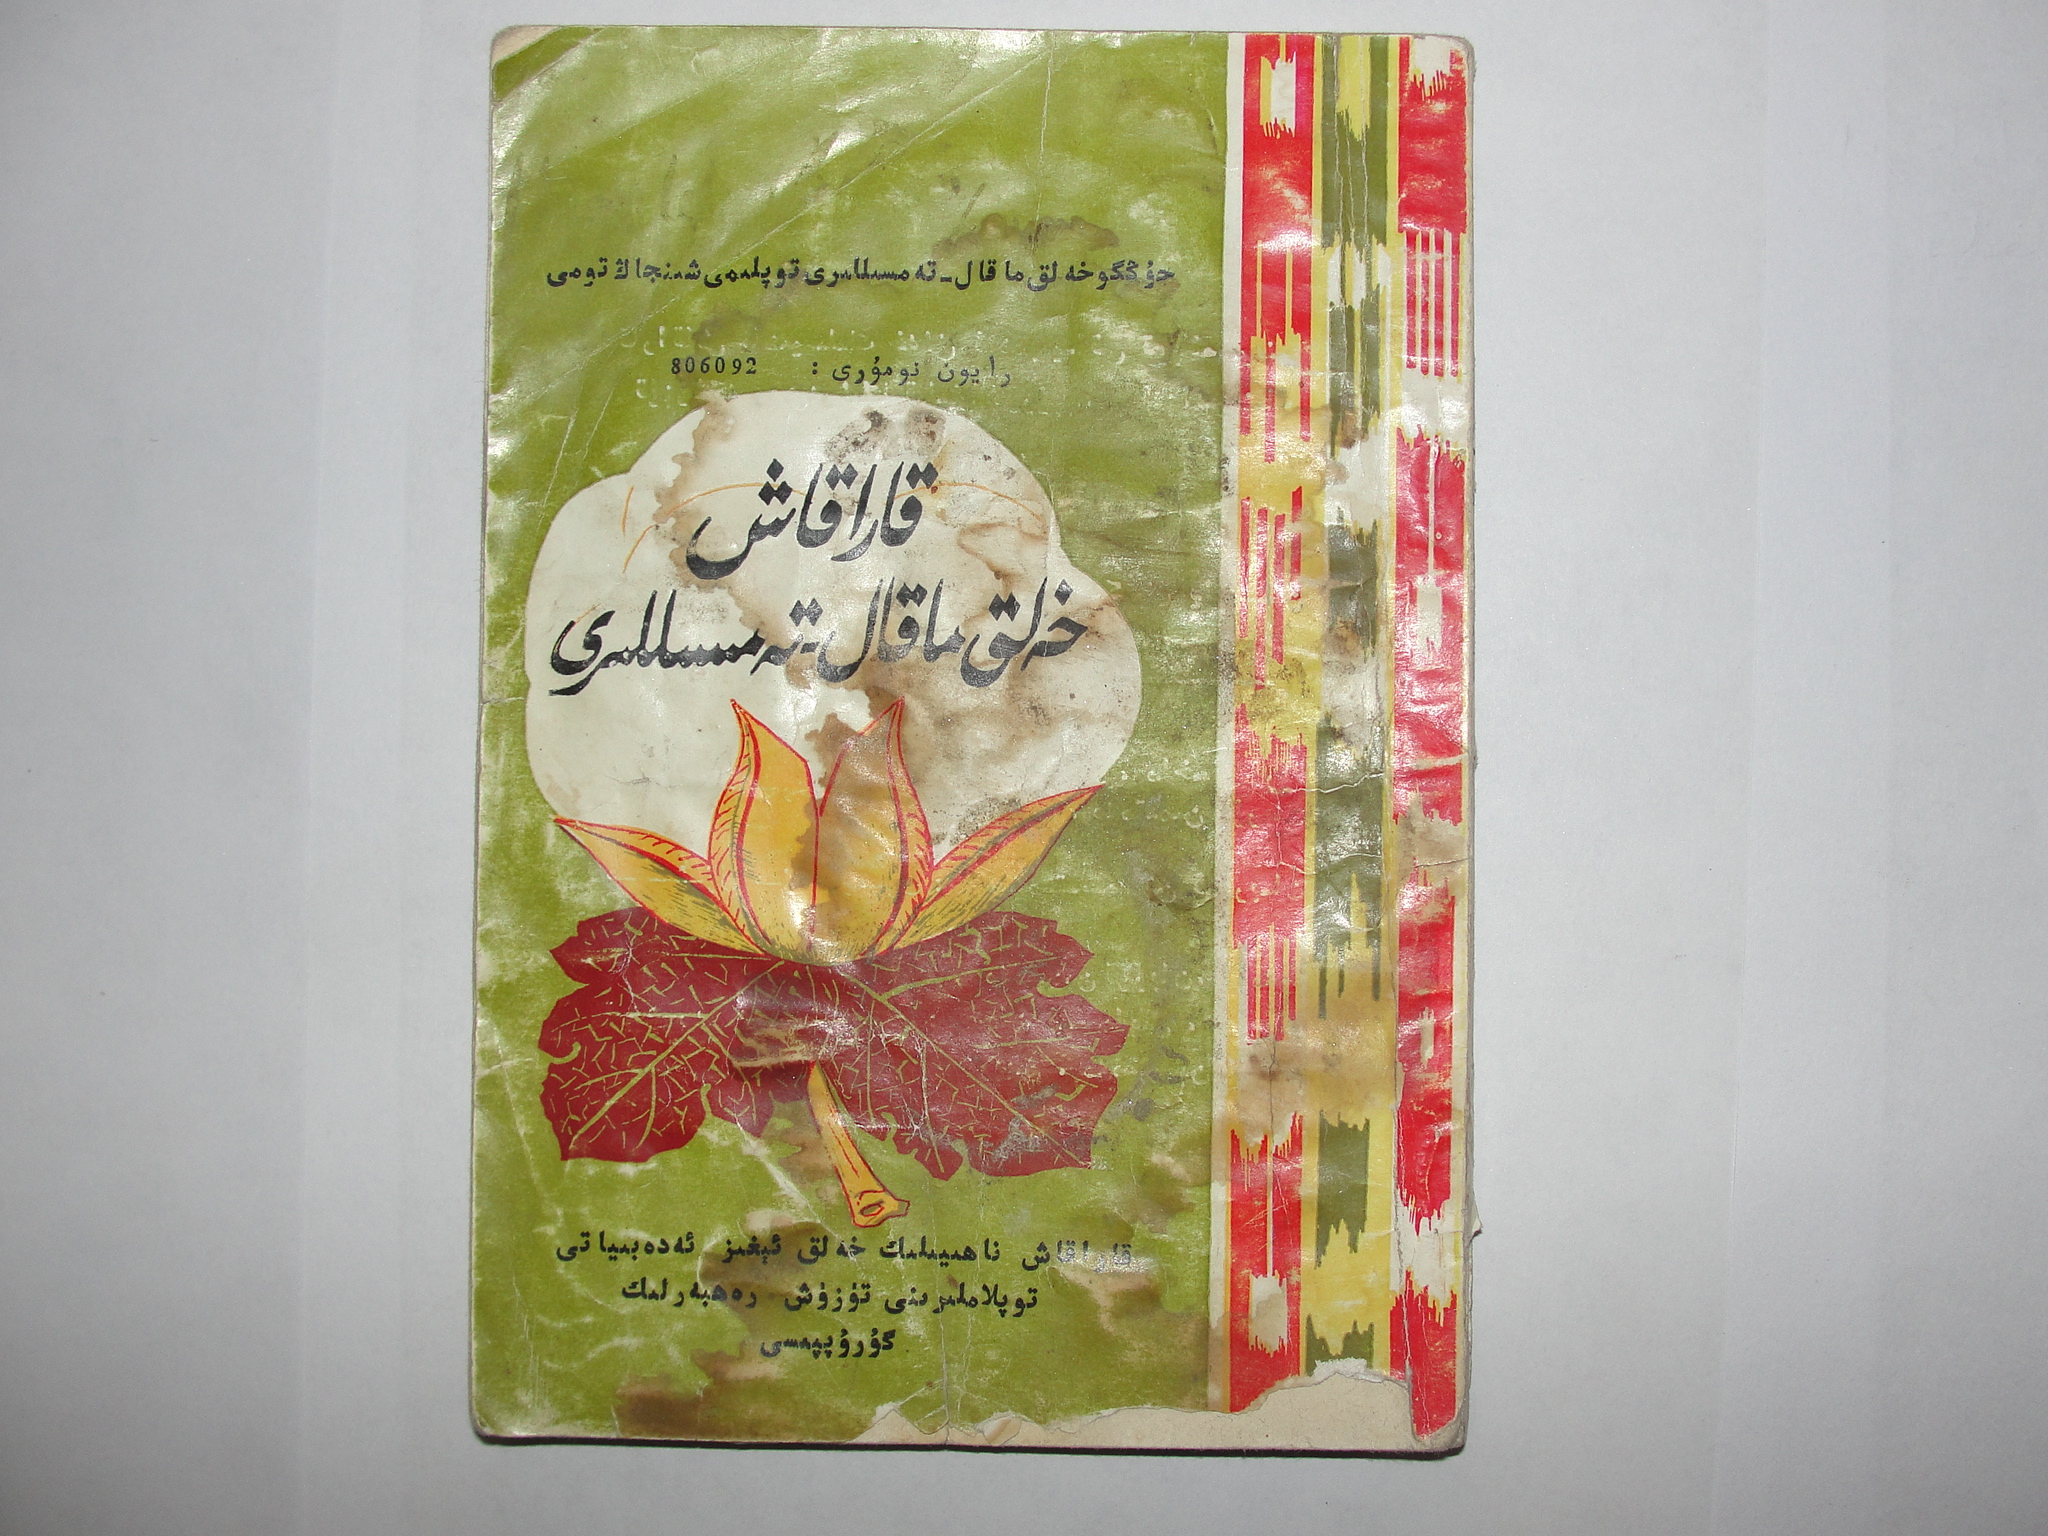 جۇڭگو خەلق ماقال-تەمسىللىرى توپلىمى شىنجاڭ تومى
رايون نومۇرى: 806092
قاراقاش
خەلق ماقال-تەمسىللىرى
قاراقاش ناھىيىلىك خەلق ئېغىز ئەدەبىياتى
توپلاملىرىنى تۈزۈش رەھبەرلىك
گۇرۇپپىسى